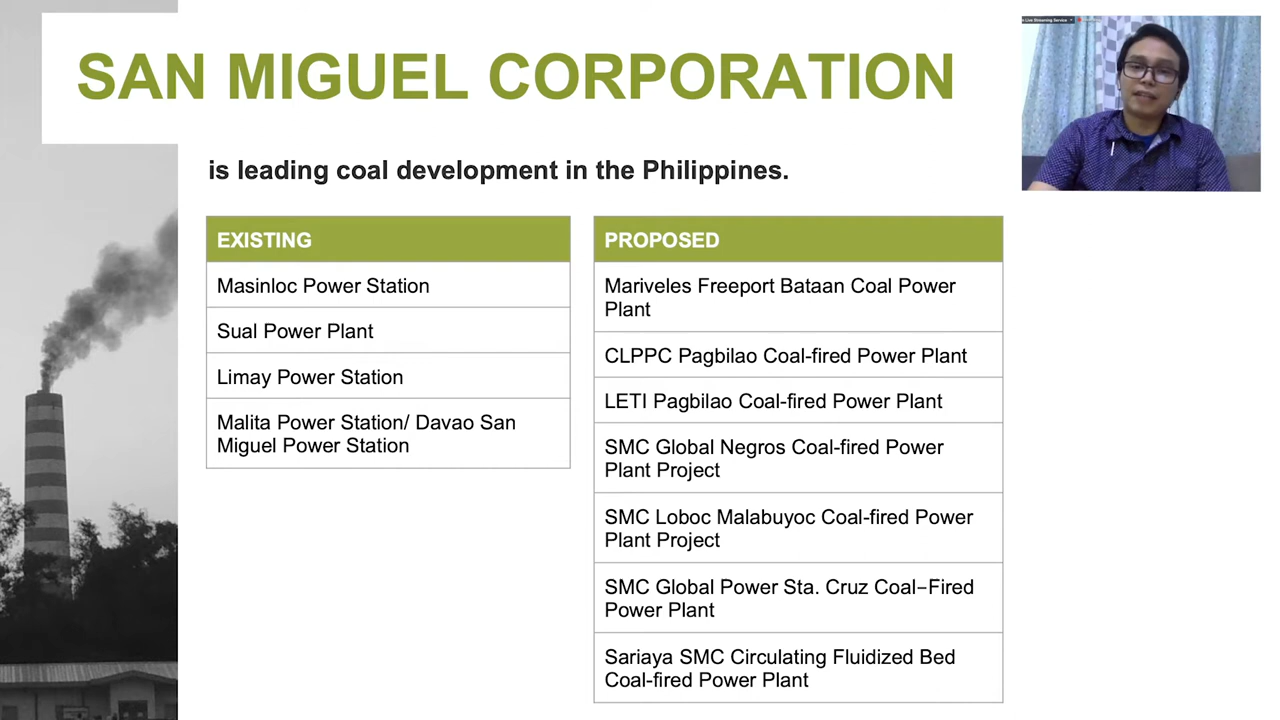 SAN MIGUEL CORPORATION
is leading coal development in the Philippines.
EXISTING
Masinloc Power Station
Sual Power Plant
Limay Power Station
Malita Power Station/ Davao San
Miguel Power Station
PROPOSED
Mariveles Freeport Bataan Coal Power
Plant
CLPPC Pagbilao Coal-fired Power Plant
LETI Pagbilao Coal-fired Power Plant
SMC Global Negros Coal-fired Power
Plant Project
SMC Loboc Malabuyoc Coal-fired Power
Plant Project
SMC Global Power Sta. Cruz Coal–Fired
Power Plant
Sariaya SMC Circulating Fluidized Bed
Coal-fired Power Plant
Live Streaming Service